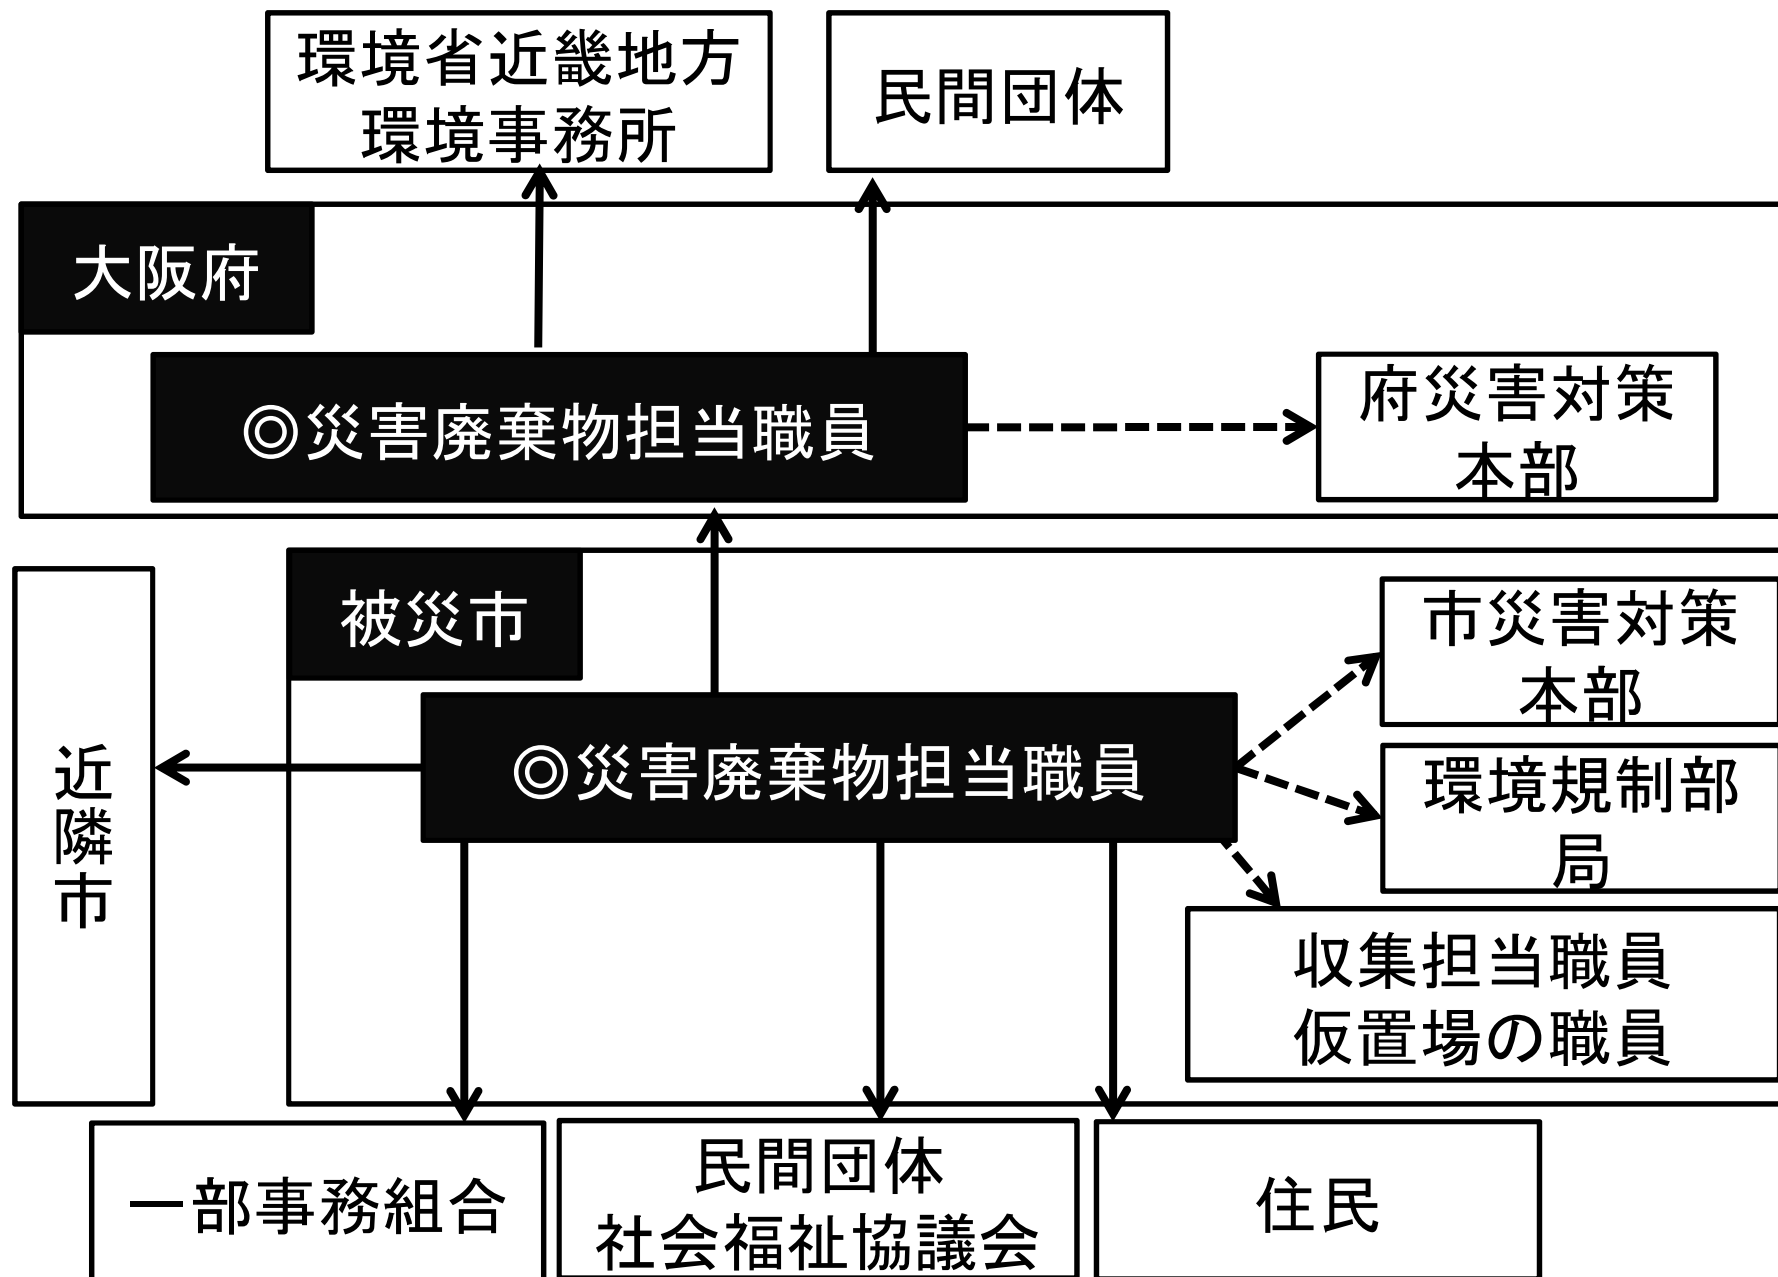 環境省近畿地方
環境事務所
民間団体
大阪府
◎災害廃棄物担当職員
府災害対策
本部
被災市
◎災害廃棄物担当職員
市災害対策
本部
環境規制部
局
近隣市
収集担当職員
仮置場の職員
一部事務組合
民間団体
社会福祉協議会
住民